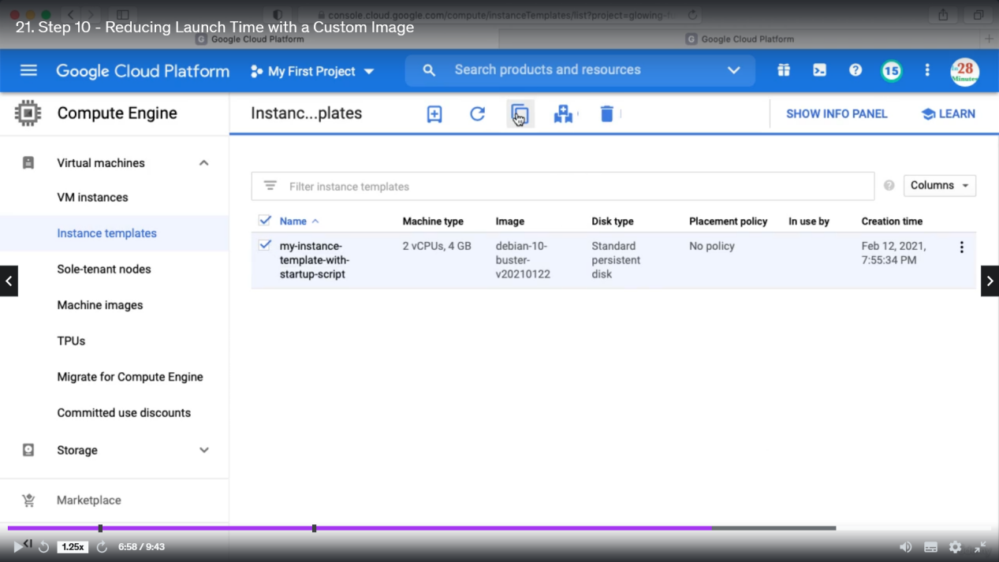 console.cloud.google.com/compute/instanceTemplates/list?project=glowing-fu
21. Step 10 - Reducing Launch Time with a Custom Image
Google Cloud Platform
Google Cloud Platform
Google Cloud Platform
My First Project
Search products and resources
15
in28
Minutes
Compute Engine
Instanc...plates
SHOW INFO PANEL
LEARN
Virtual machines
VM instances
Instance templates
Sole-tenant nodes
Machine images
TPUs
Migrate for Compute Engine
Committed use discounts
Storage
Marketplace
Filter instance templates
Columns
Name Machine type Image Disk type Placement policy In use by Creation time
my-instance- 2 vCPUs, 4 GB debian-10- Standard No policy Feb 12, 2021,
template-with- buster- persistent 7:55:34 PM
startup-script v20210122 disk
1.25x 6:58 / 9:43